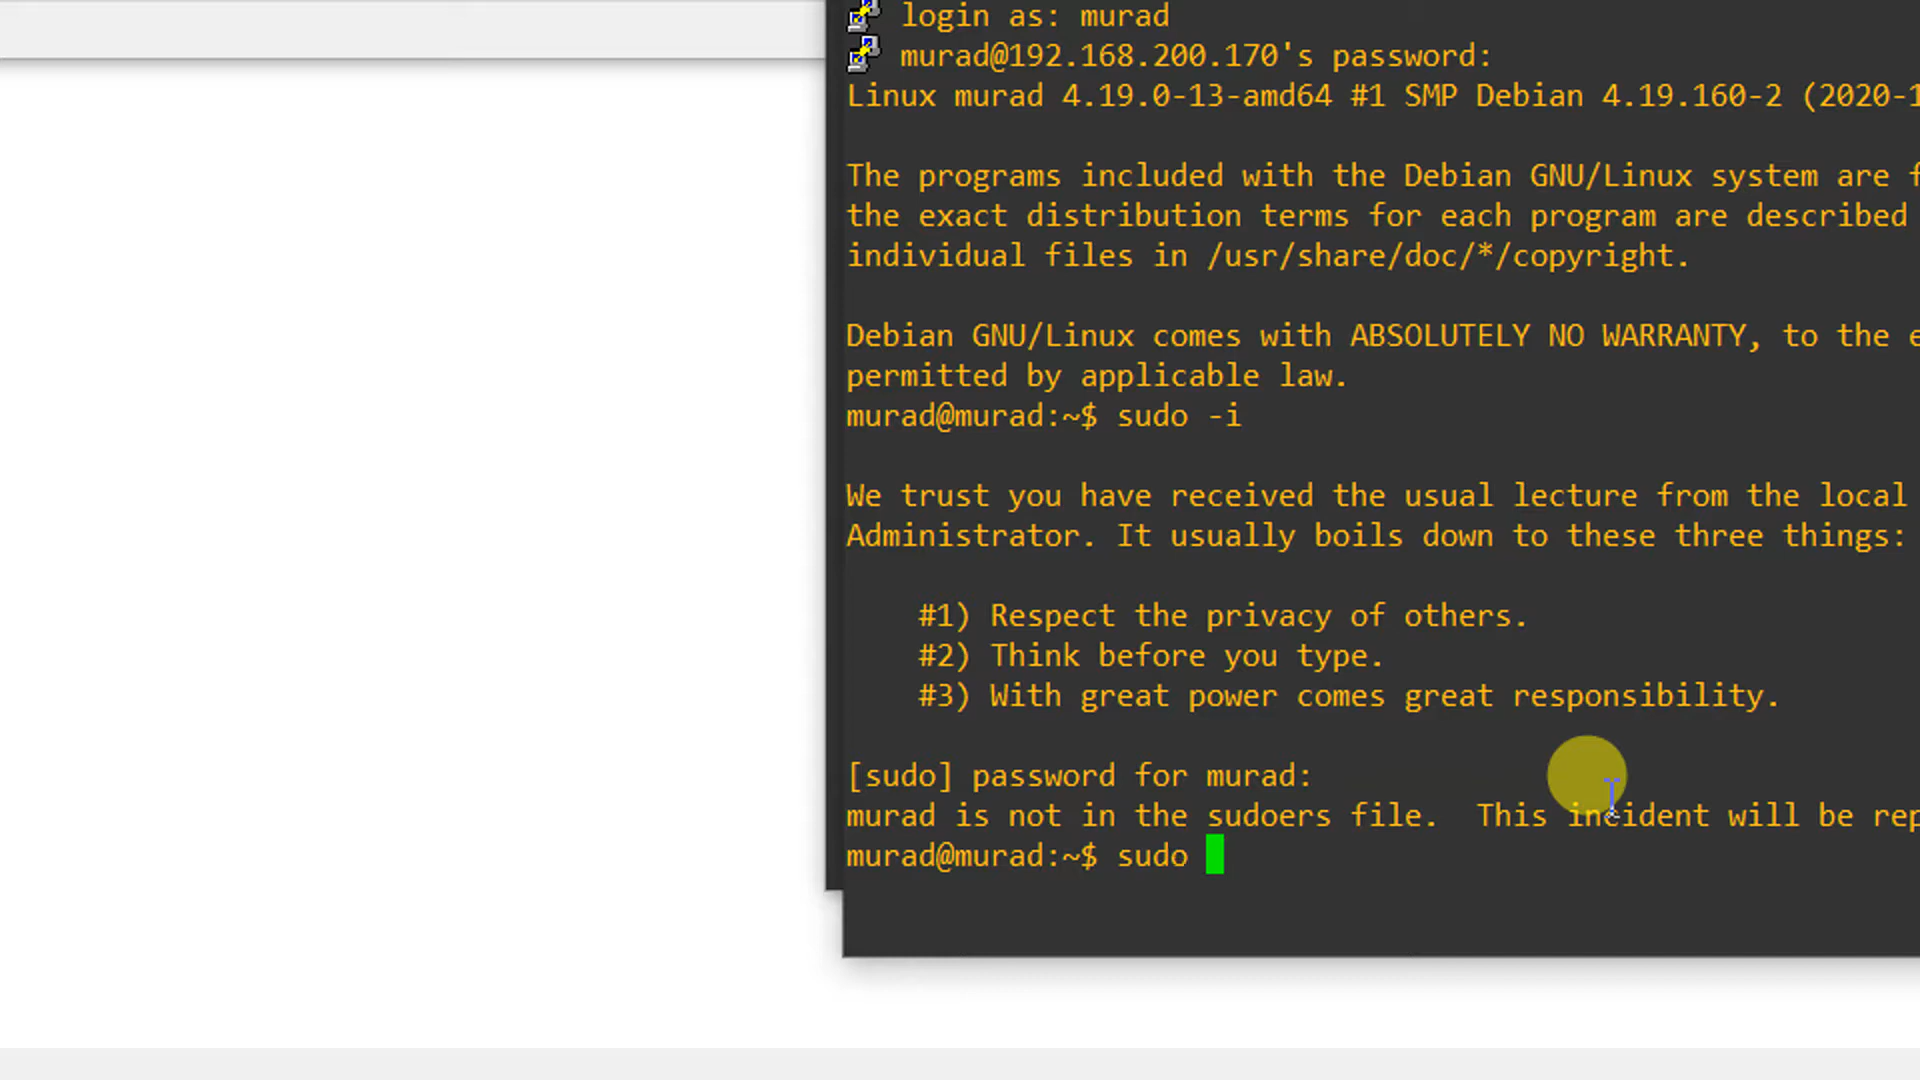 login as: murad
murad@192.168.200.170's password:
Linux murad 4.19.0-13-amd64 #1 SMP Debian 4.19.160-2 (2020-1
The programs included with the Debian GNU/Linux system are f
the exact distribution terms for each program are described
individual files in /usr/share/doc/*/copyright.
Debian GNU/Linux comes with ABSOLUTELY NO WARRANTY, to the e
permitted by applicable law.
murad@murad:~$ sudo -i
We trust you have received the usual lecture from the local
Administrator. It usually boils down to these three things:
#1) Respect the privacy of others.
#2) Think before you type.
#3) With great power comes great responsibility.
[sudo] password for murad:
murad is not in the sudoers file.  This incident will be rep
murad@murad:~$ sudo